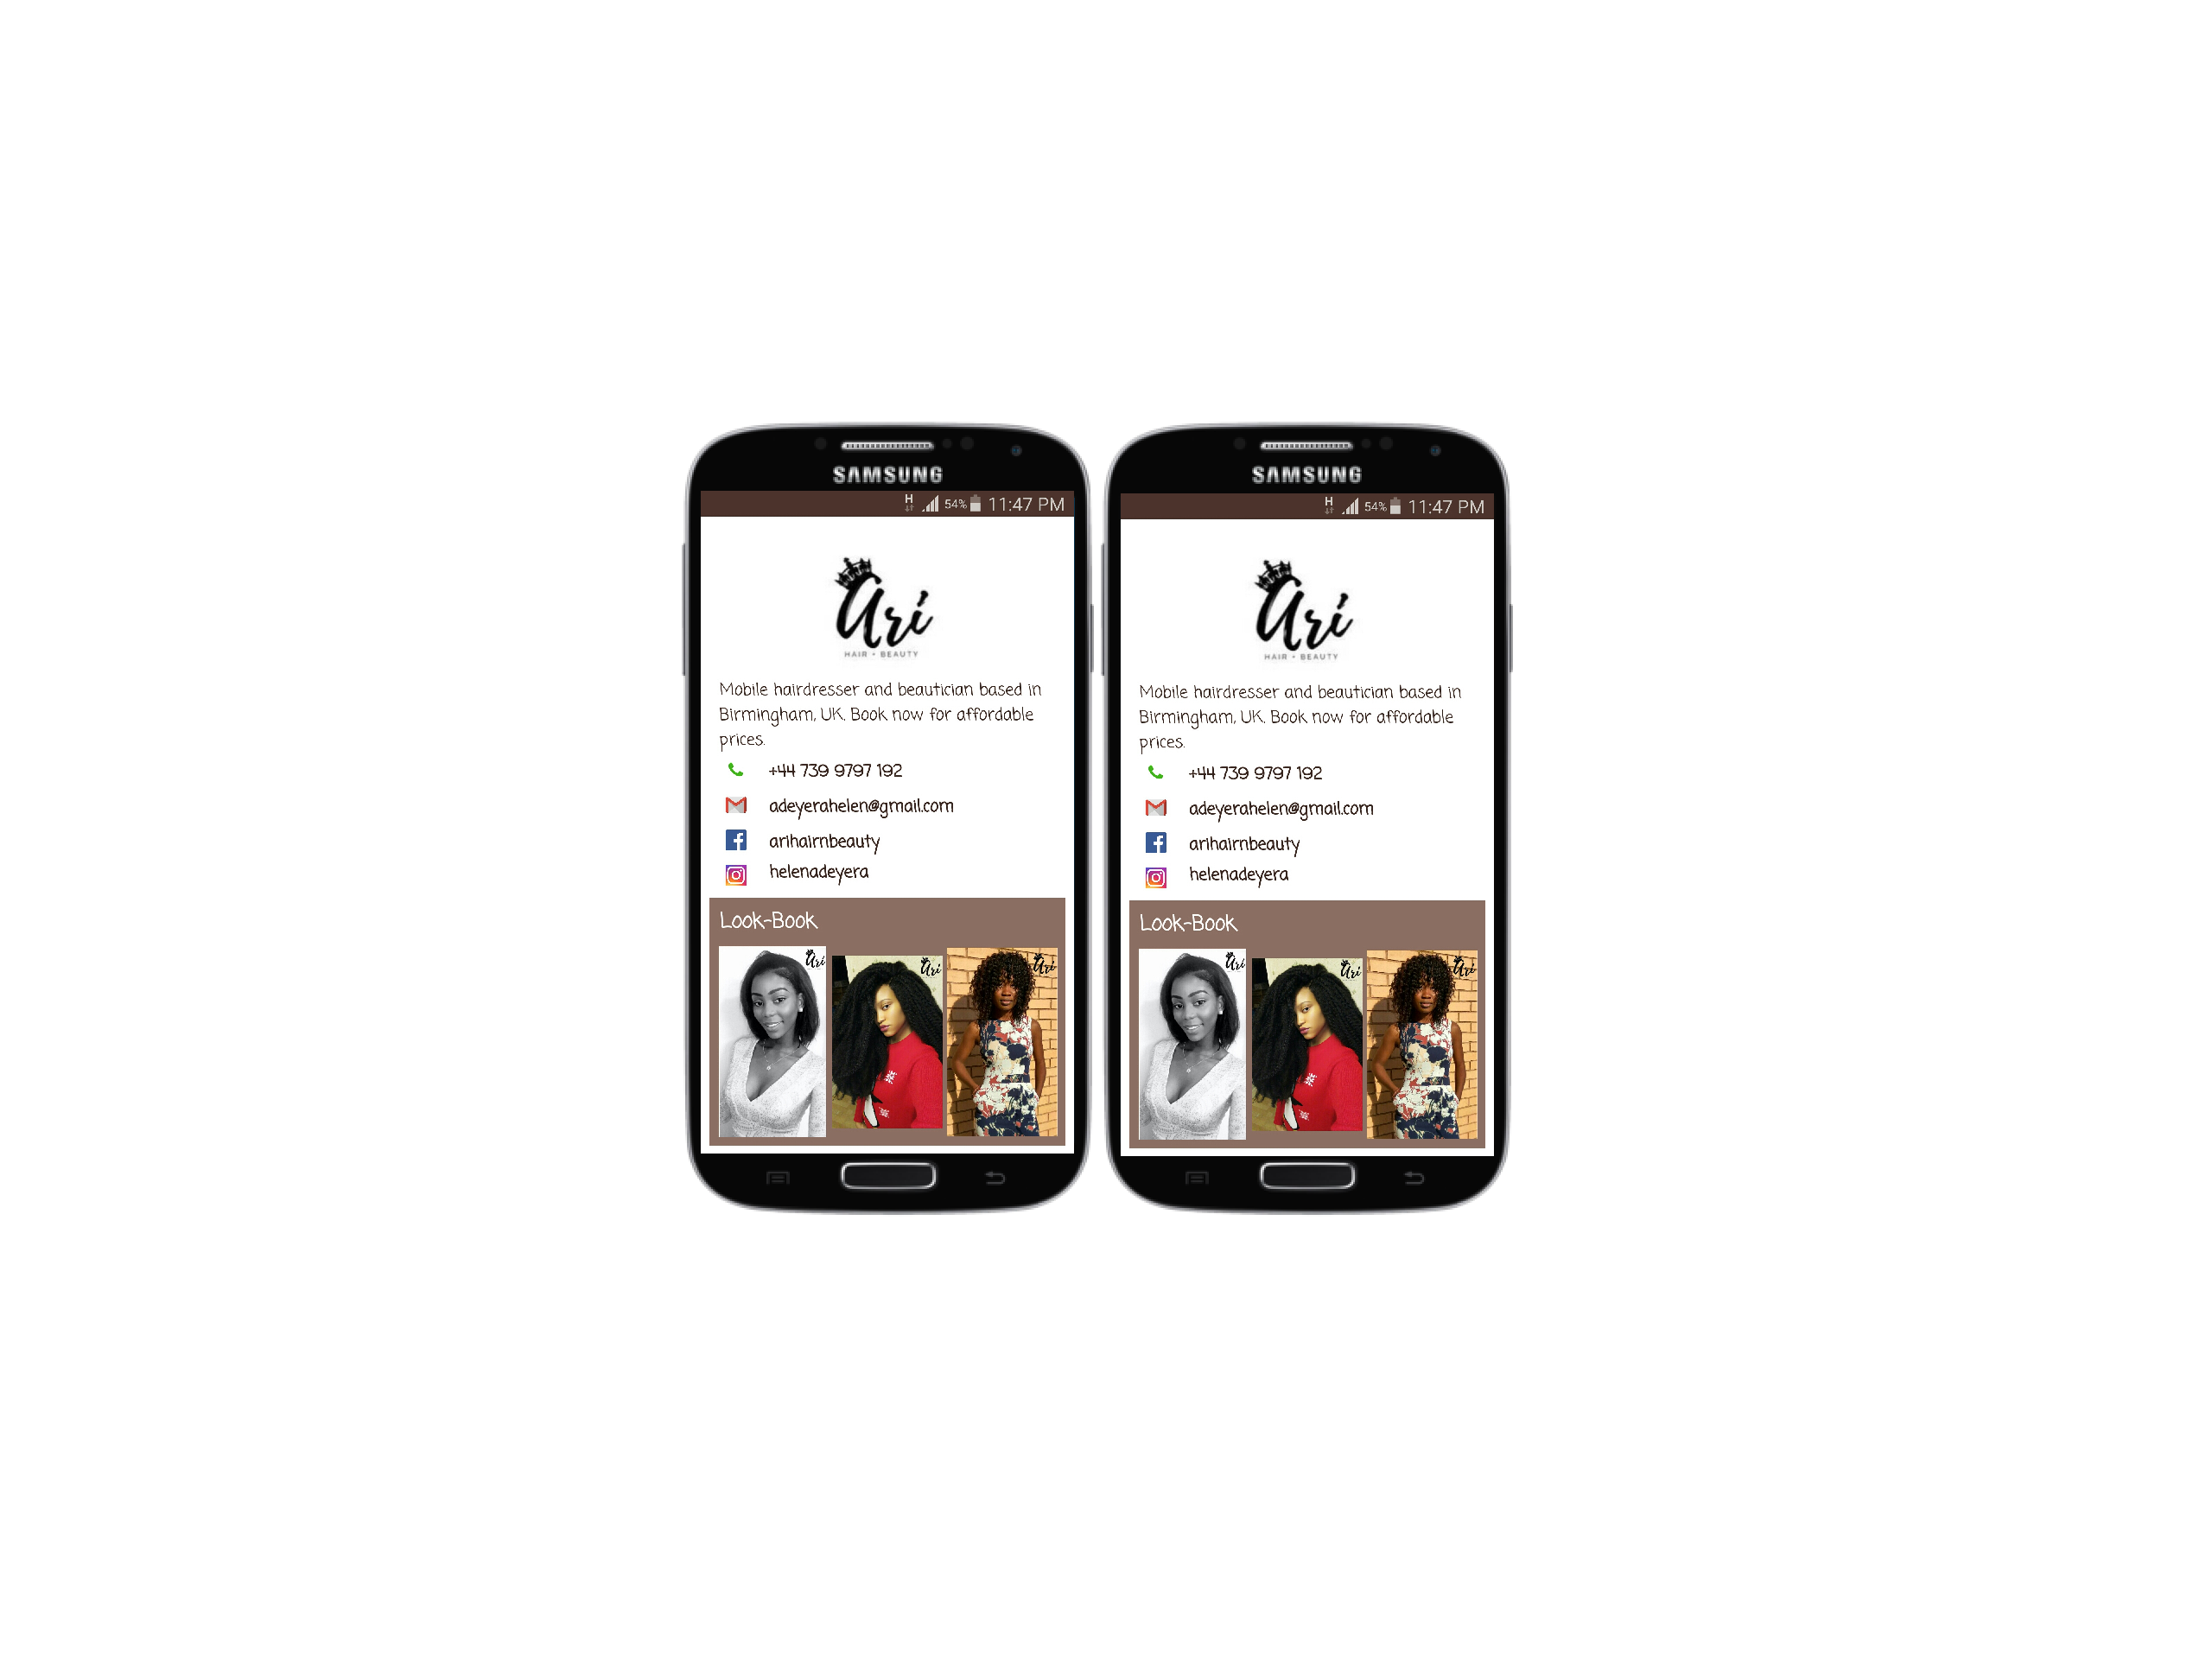 SAMSUNG
H 54% 11:47 PM
Ari
HAIR • BEAUTY
Mobile hairdresser and beautician based in
Birmingham, UK. Book now for affordable
prices.
+44 739 9797 192
adeyerahelen@gmail.com
arihairnbeauty
helenadeyera
Look-Book
Ari
Ari
Ari
SAMSUNG
H 54% 11:47 PM
Ari
HAIR • BEAUTY
Mobile hairdresser and beautician based in
Birmingham, UK. Book now for affordable
prices.
+44 739 9797 192
adeyerahelen@gmail.com
arihairnbeauty
helenadeyera
Look-Book
Ari
Ari
Ari